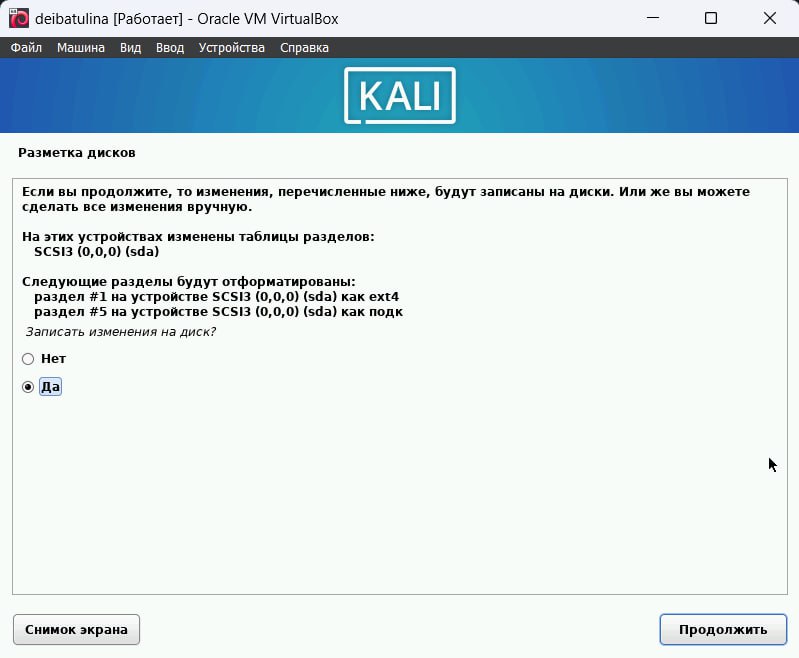 deibatulina [Работает] - Oracle VM VirtualBox
Файл Машина Вид Ввод Устройства Справка
KALI
Разметка дисков
Если вы продолжите, то изменения, перечисленные ниже, будут записаны на диски. Или же вы можете
сделать все изменения вручную.
На этих устройствах изменены таблицы разделов:
SCSI3 (0,0,0) (sda)
Следующие разделы будут отформатированы:
раздел #1 на устройстве SCSI3 (0,0,0) (sda) как ext4
раздел #5 на устройстве SCSI3 (0,0,0) (sda) как подк
Записать изменения на диск?
Нет
Да
Снимок экрана Продолжить